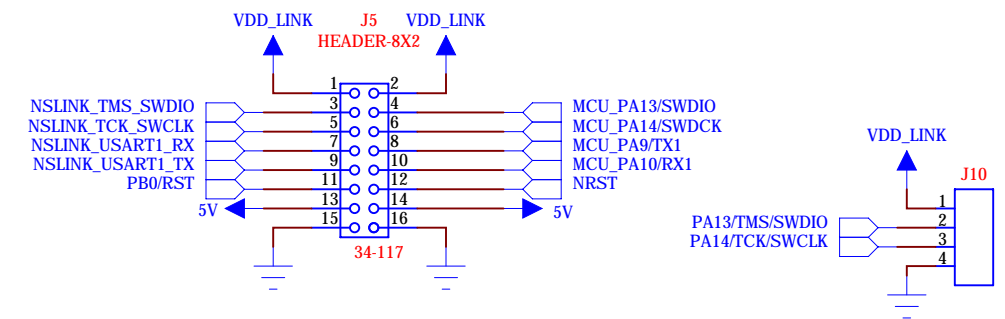 VDD_LINK J5 VDD_LINK
HEADER-8X2
1 2
NSLINK_TMS_SWDIO 3 4 MCU_PA13/SWDIO
NSLINK_TCK_SWCLK 5 6 MCU_PA14/SWDCK
NSLINK_USART1_RX 7 8 MCU_PA9/TX1
NSLINK_USART1_TX 9 10 MCU_PA10/RX1
PB0/RST 11 12 NRST
5V 13 14 5V
15 16
34-117
VDD_LINK
J10
1
PA13/TMS/SWDIO 2
PA14/TCK/SWCLK 3
4